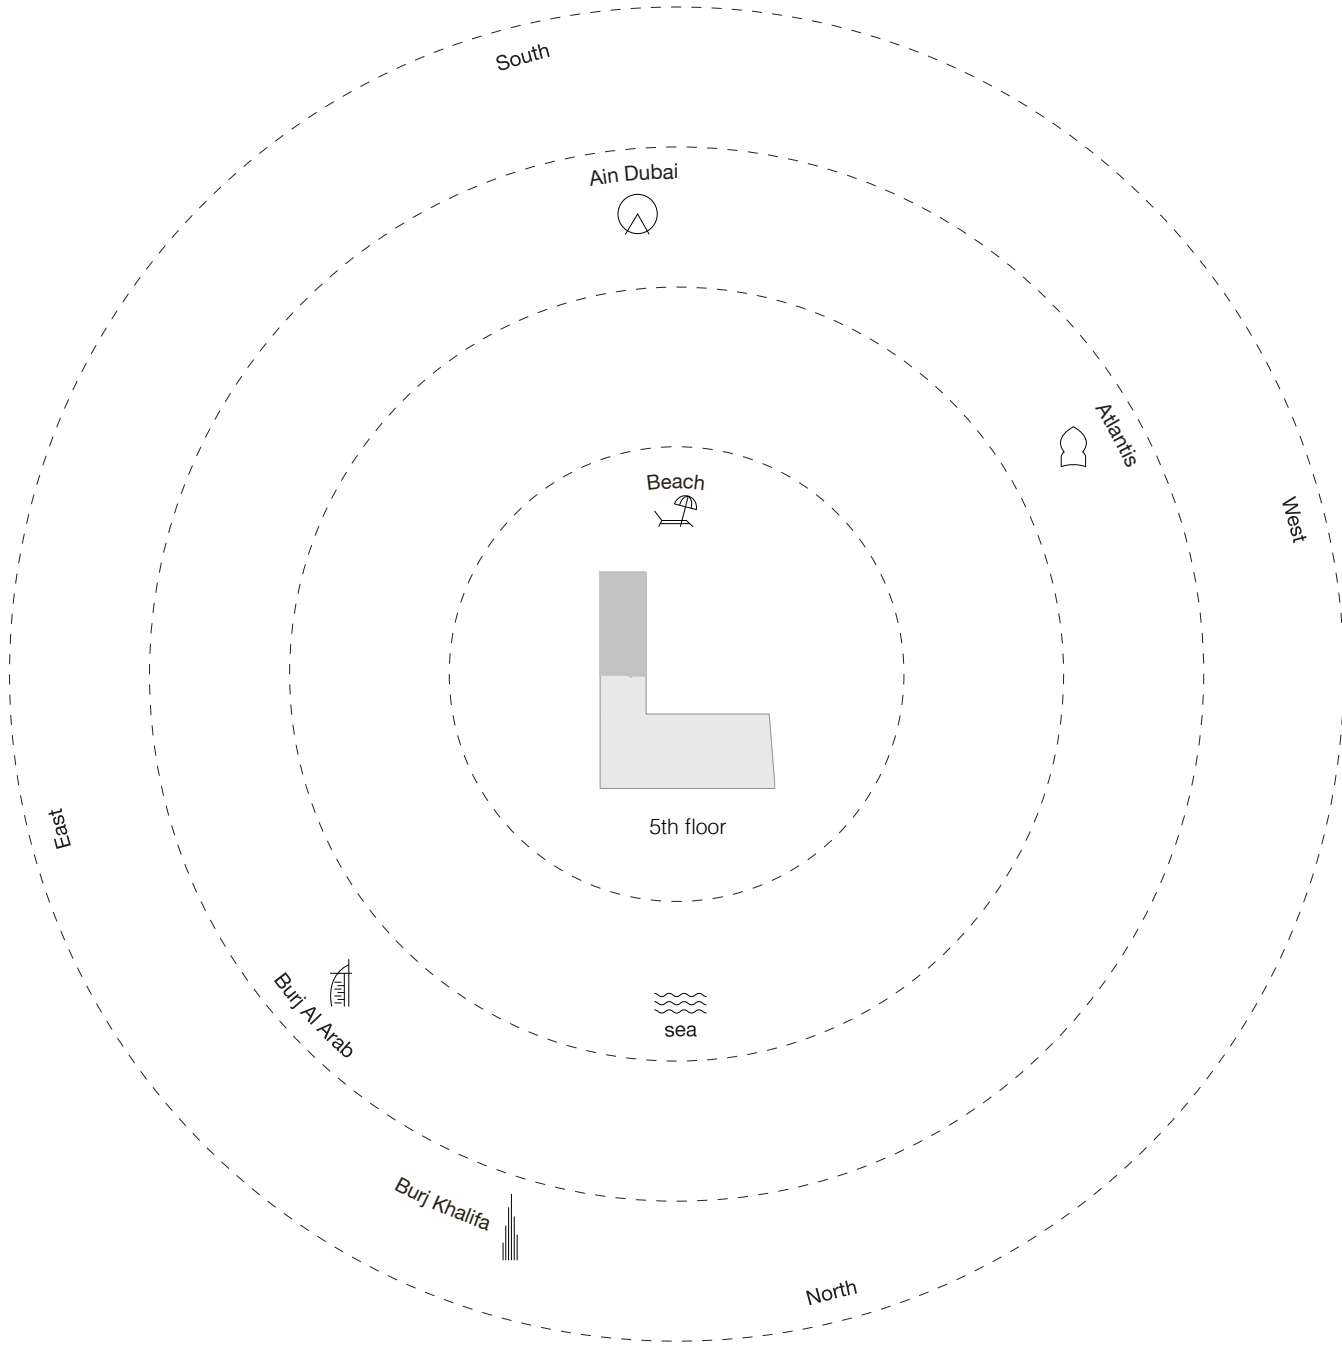 South
Ain Dubai
Atlantis
Beach
West
East
5th floor
Burj Al Arab
sea
Burj Khalifa
North